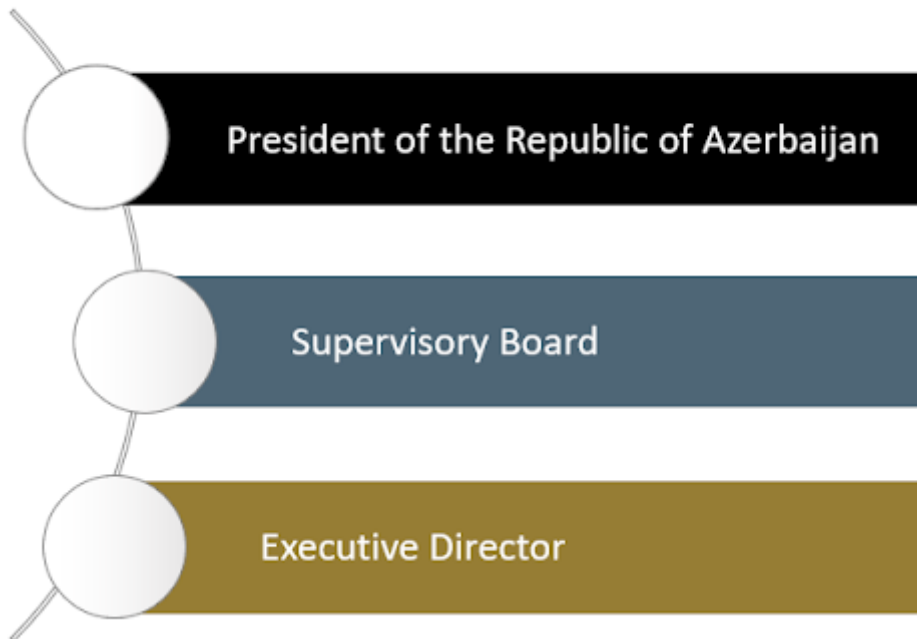 President of the Republic of Azerbaijan
Supervisory Board
Executive Director